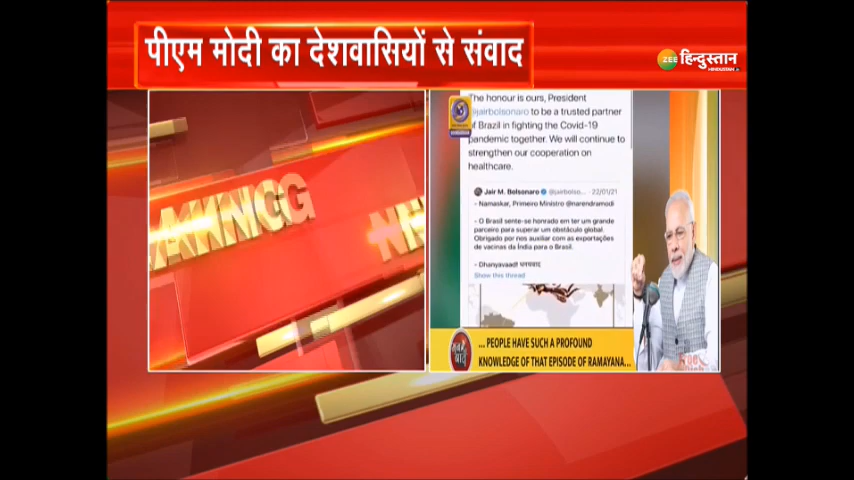 पीएम मोदी का देशवासियों से संवाद
ZEE हिन्दुस्तान
HINDUSTAN
The honour is ours, President
@jairbolsonaro to be a trusted partner
of Brazil in fighting the Covid-19
pandemic together. We will continue to
strengthen our cooperation on
healthcare.
Jair M. Bolsonaro @jairbolso... · 22/01/21
- Namaskar, Primeiro Ministro @narendramodi
- O Brasil sente-se honrado em ter um grande
parceiro para superar um obstáculo global.
Obrigado por nos auxiliar com as exportações
de vacinas da Índia para o Brasil.
- Dhanyavaad! धनयवाद
Show this thread
... PEOPLE HAVE SUCH A PROFOUND
KNOWLEDGE OF THAT EPISODE OF RAMAYANA...